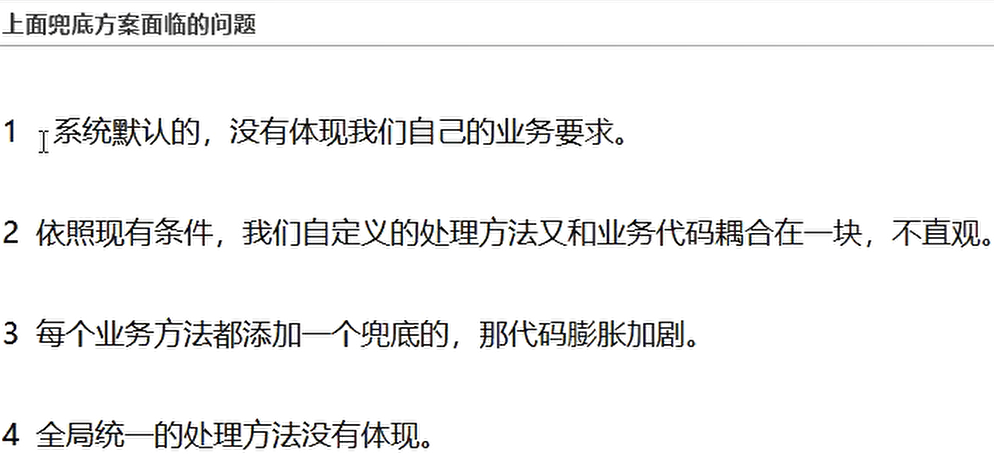 上面兜底方案面临的问题
1 系统默认的，没有体现我们自己的业务要求。
2 依照现有条件，我们自定义的处理方法又和业务代码耦合在一块，不直观。
3 每个业务方法都添加一个兜底的，那代码膨胀加剧。
4 全局统一的处理方法没有体现。